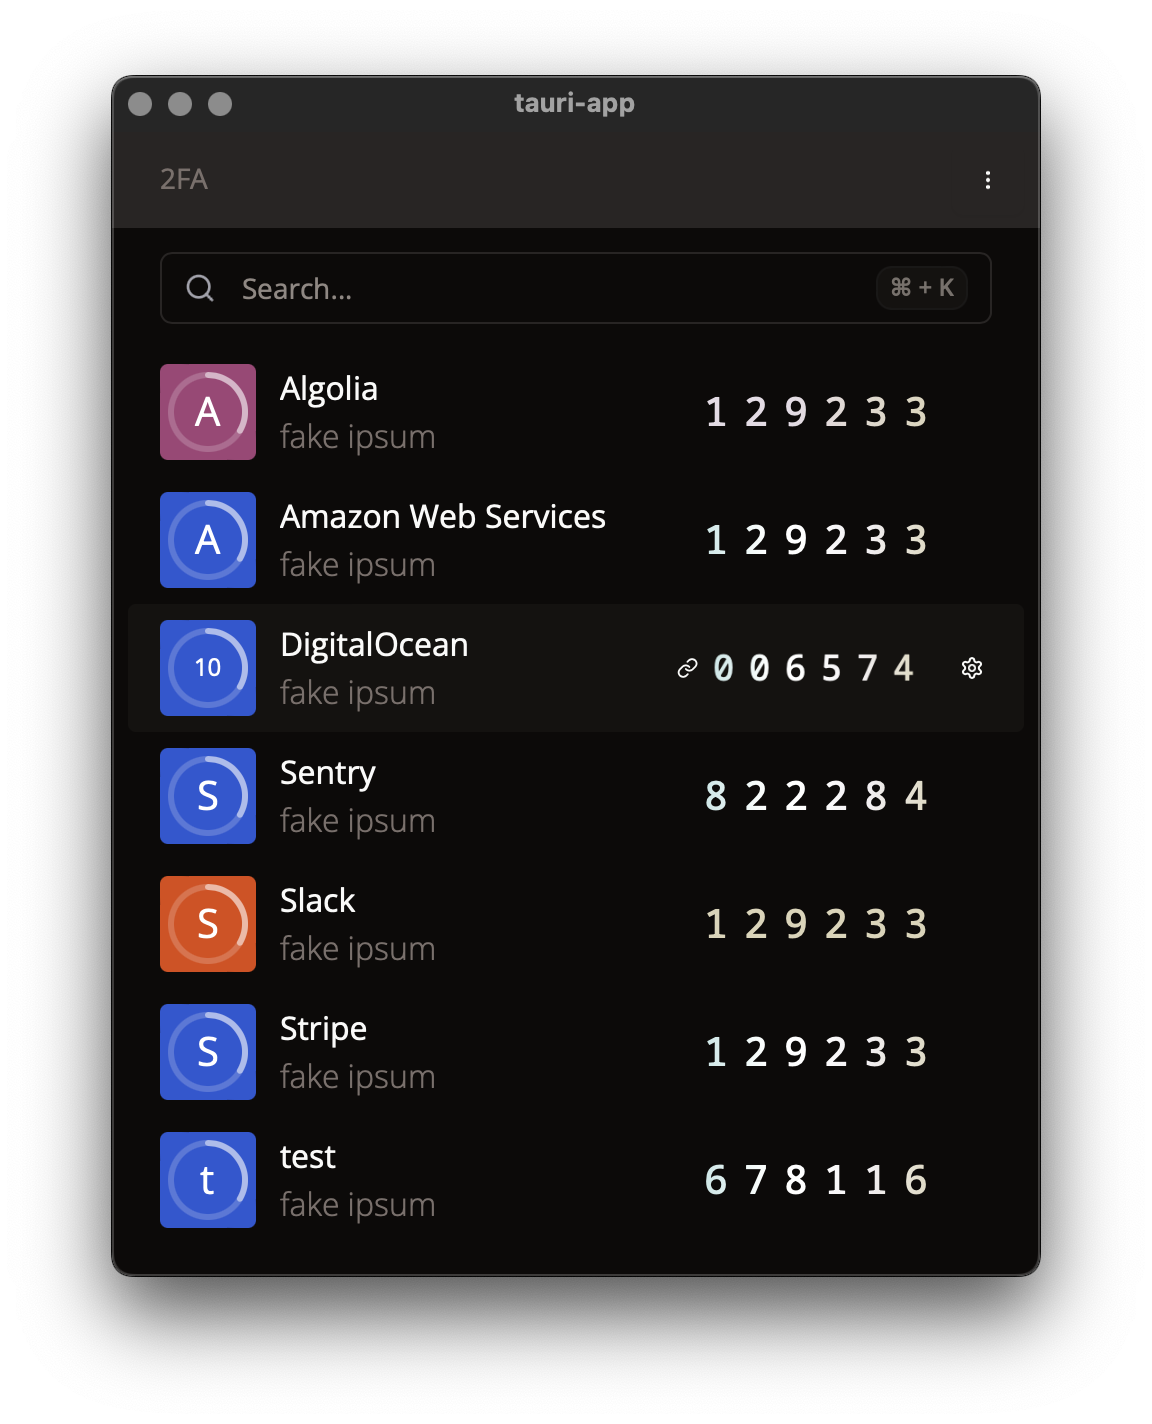 tauri-app
2FA
Search...
⌘ + K
A
Algolia
fake ipsum
1 2 9 2 3 3
A
Amazon Web Services
fake ipsum
1 2 9 2 3 3
10
DigitalOcean
fake ipsum
0 0 6 5 7 4
S
Sentry
fake ipsum
8 2 2 2 8 4
S
Slack
fake ipsum
1 2 9 2 3 3
S
Stripe
fake ipsum
1 2 9 2 3 3
t
test
fake ipsum
6 7 8 1 1 6